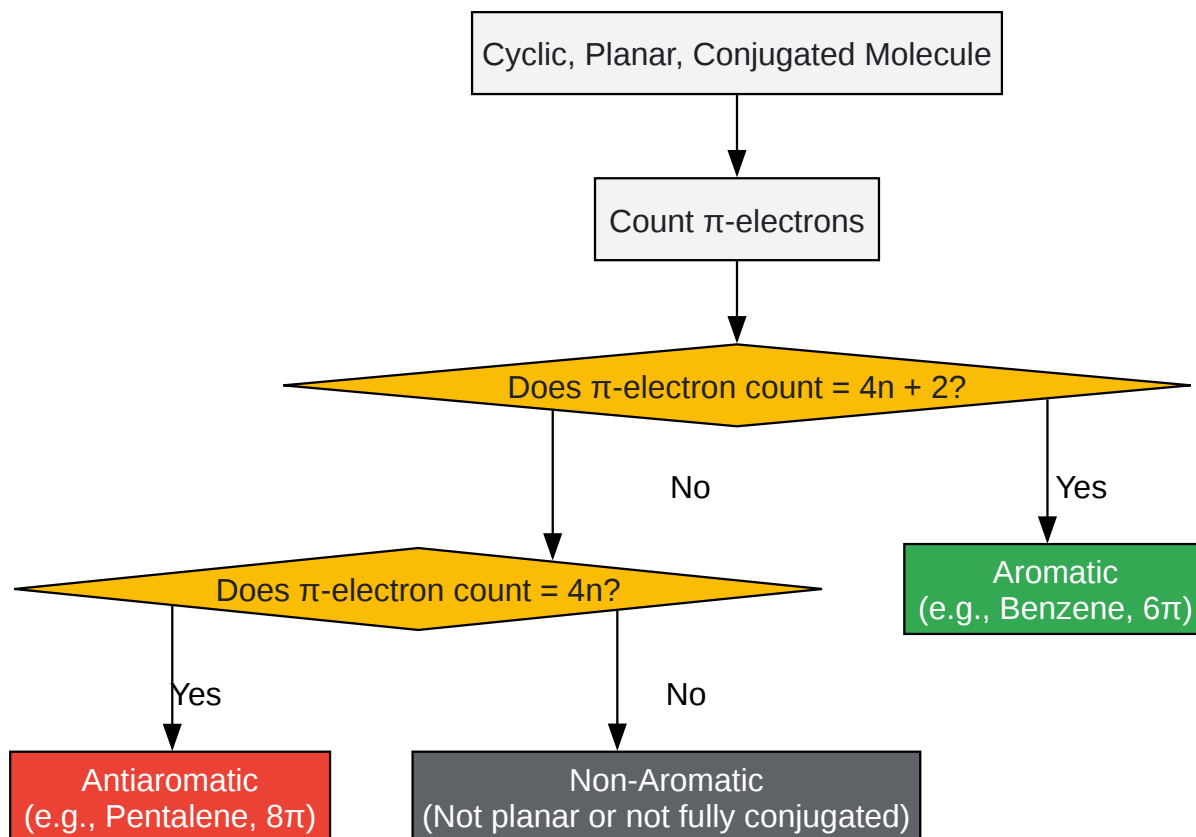 Cyclic, Planar, Conjugated Molecule
Count π-electrons
Does π-electron count = 4n + 2?
No
Yes
Does π-electron count = 4n?
Aromatic
(e.g., Benzene, 6π)
Yes
No
Antiaromatic
(e.g., Pentalene, 8π)
Non-Aromatic
(Not planar or not fully conjugated)